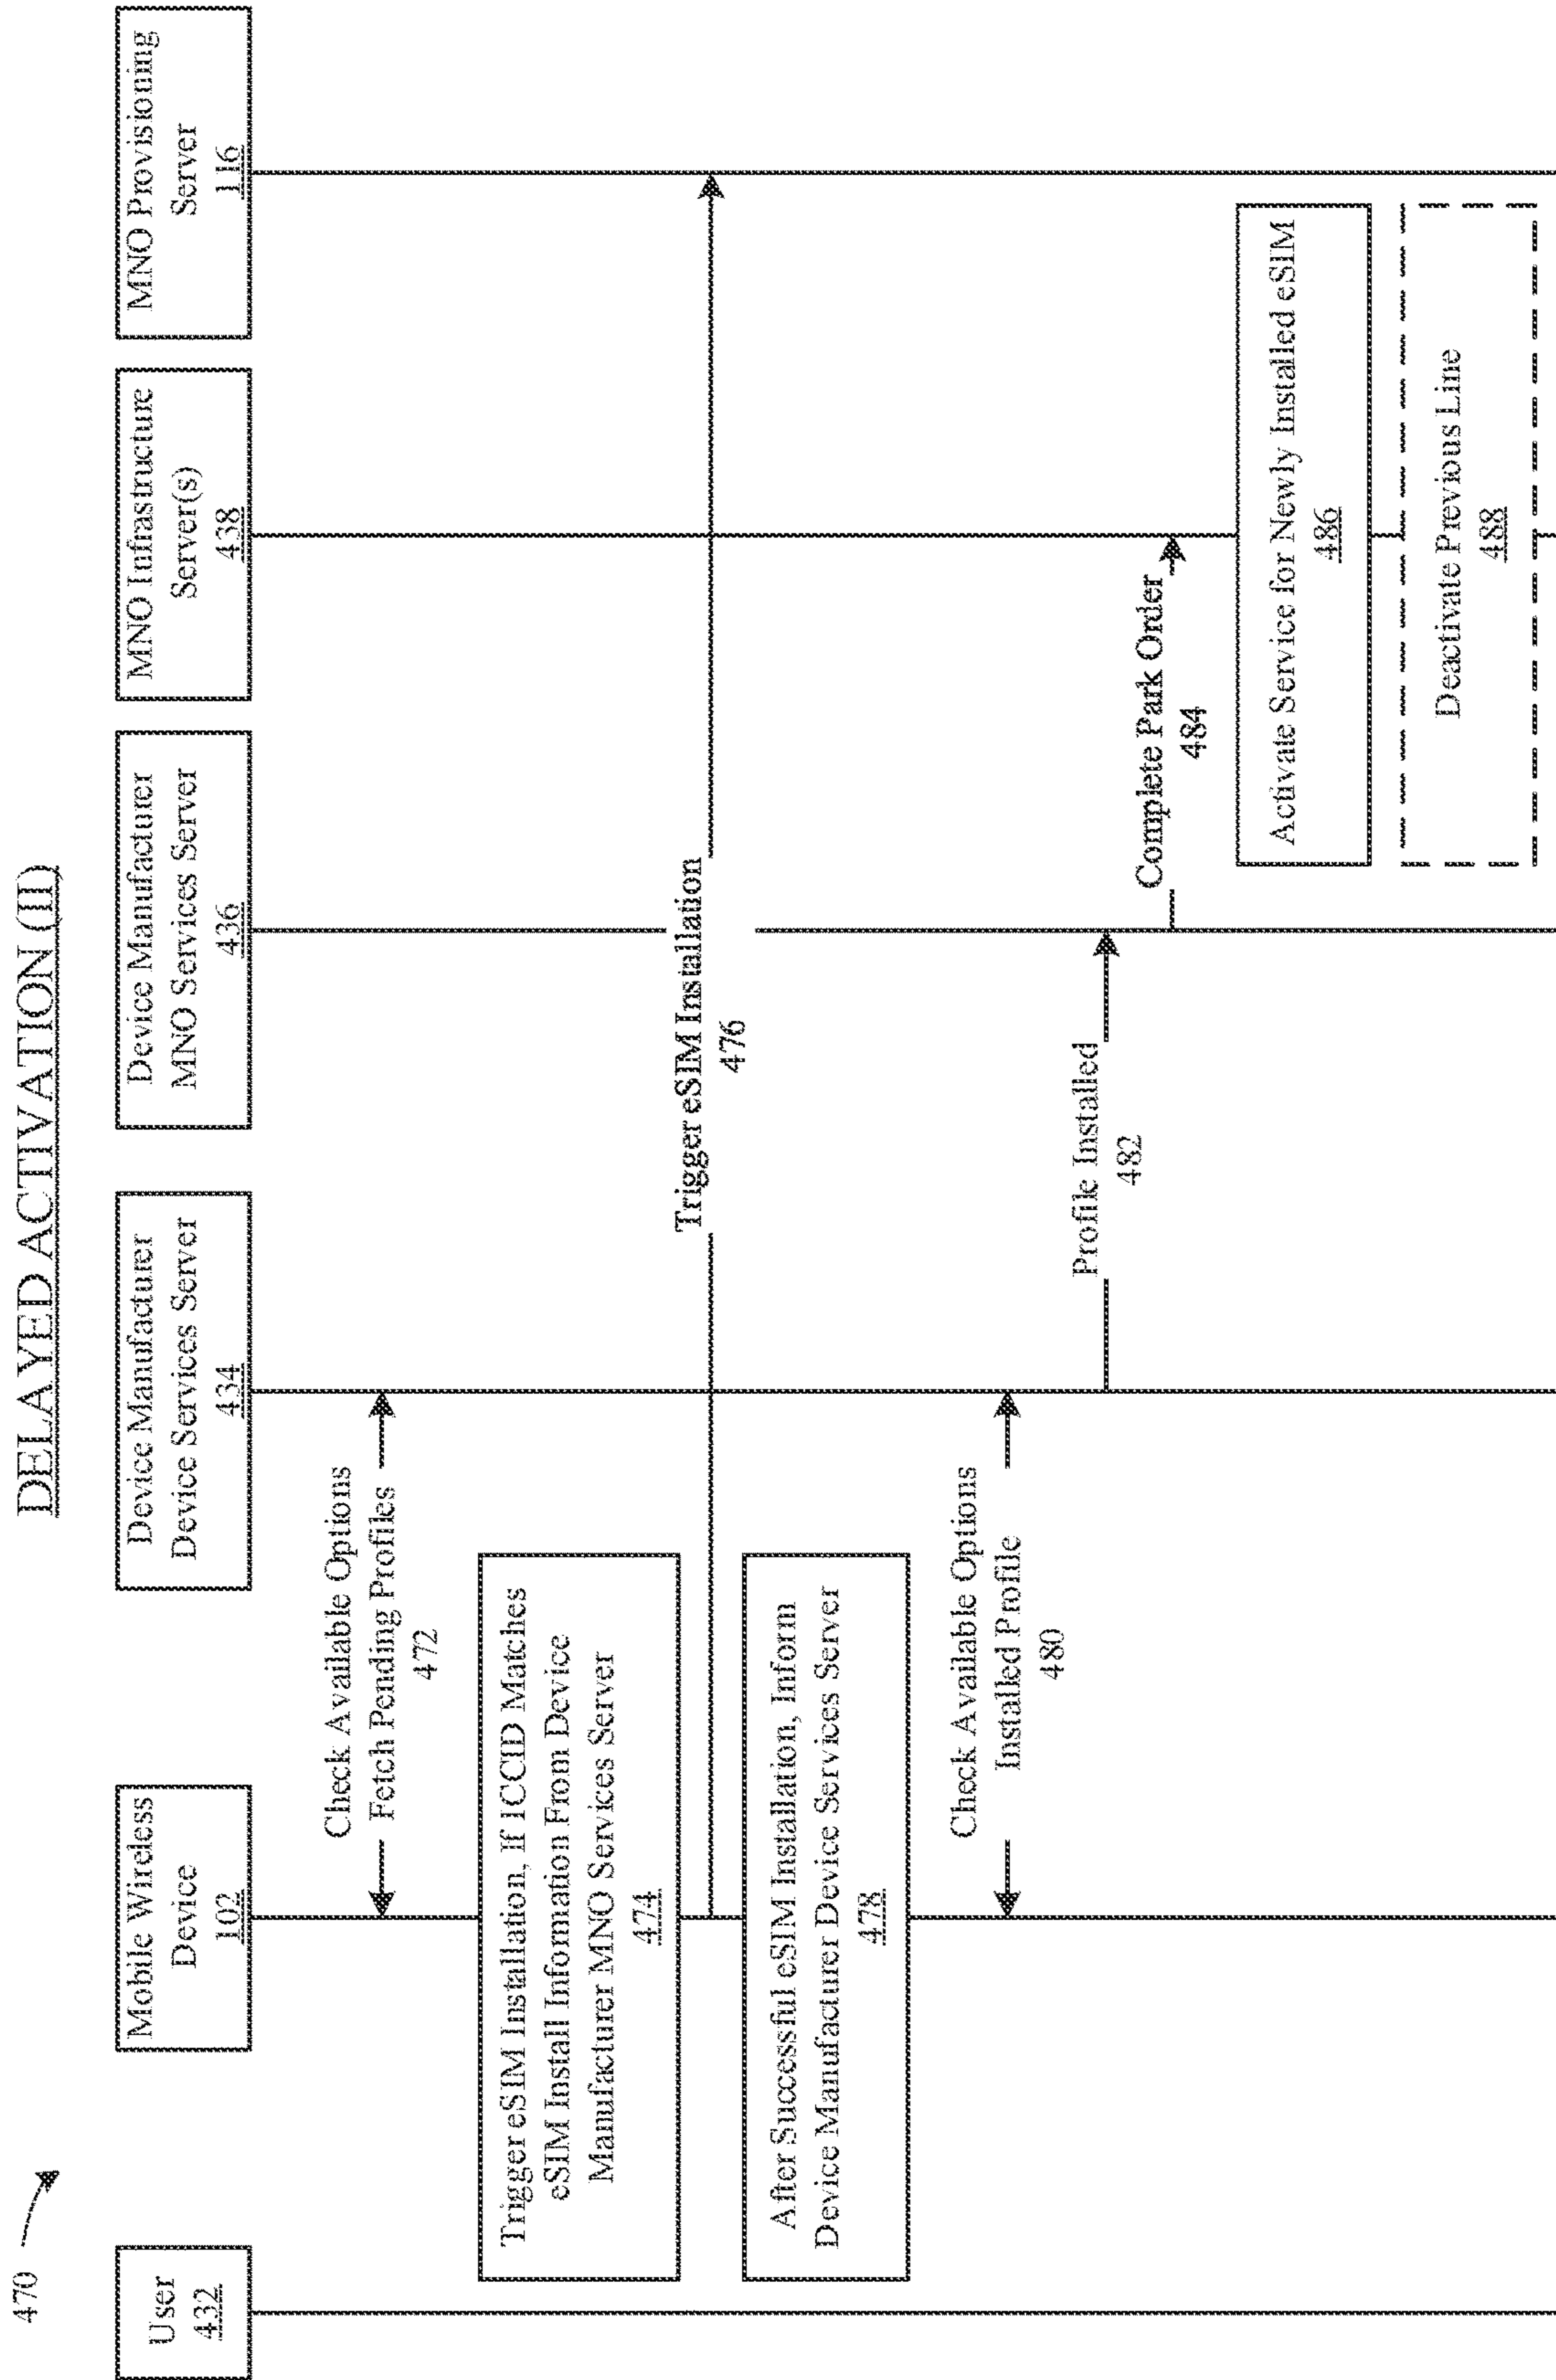 470
DELAYED ACTIVATION (II)
User
432
Mobile Wireless
Device
102
Device Manufacturer
Device Services Server
434
Device Manufacturer
MNO Services Server
436
MNO Infrastructure
Server(s)
438
MNO Provisioning
Server
116
Check Available Options
Fetch Pending Profiles
472
Trigger eSIM Installation, If ICCID Matches
eSIM Install Information From Device
Manufacturer MNO Services Server
474
Trigger eSIM Installation
476
After Successful eSIM Installation, Inform
Device Manufacturer Device Services Server
478
Check Available Options
Installed Profile
480
Profile Installed
482
Complete Park Order
484
Activate Service for Newly Installed eSIM
486
Deactivate Previous Line
488